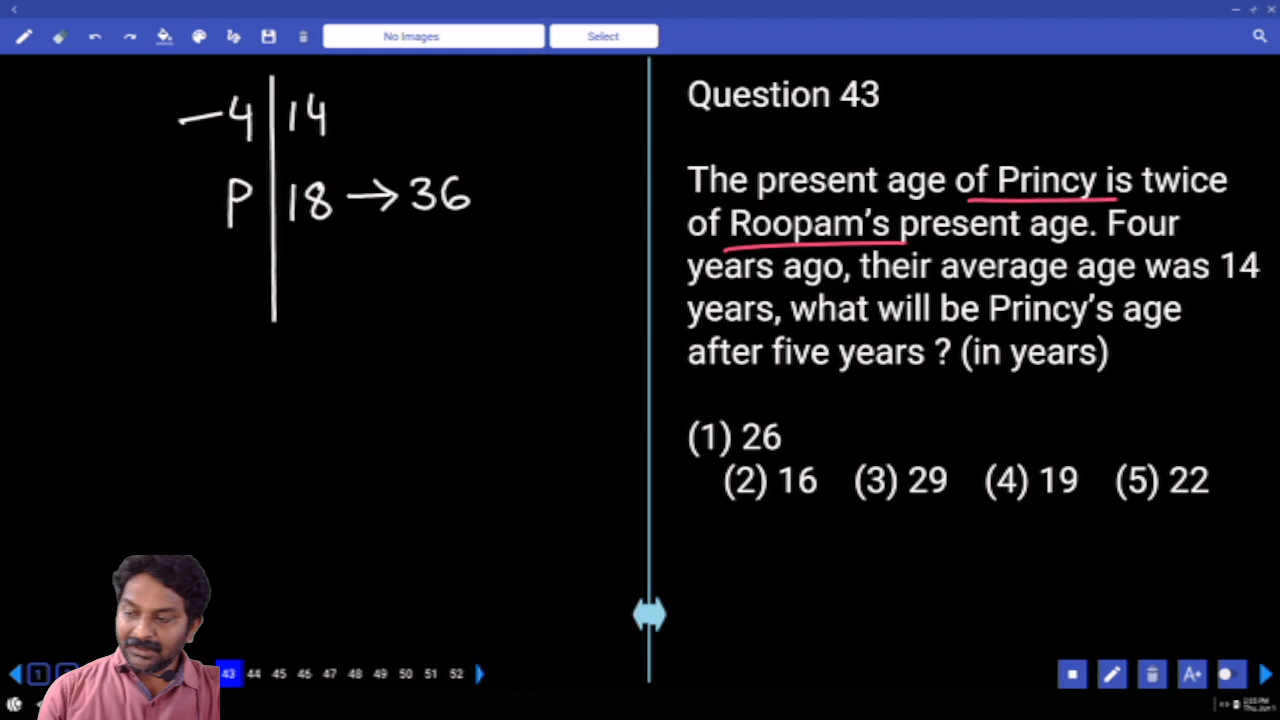 No Images
Select
-4 | 14
P | 18 → 36
Question 43
The present age of Princy is twice
of Roopam's present age. Four
years ago, their average age was 14
years, what will be Princy's age
after five years ? (in years)
(1) 26
(2) 16 (3) 29 (4) 19 (5) 22
1
43 44 45 46 47 48 49 50 51 52
A+